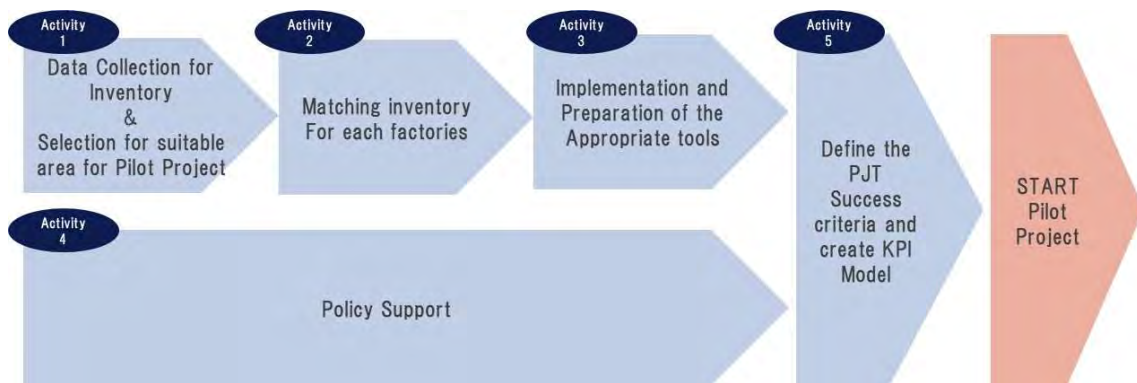 Activity
1
Data Collection for
Inventory
&
Selection for suitable
area for Pilot Project
Activity
2
Matching inventory
For each factories
Activity
3
Implementation and
Preparation of the
Appropriate tools
Activity
4
Policy Support
Activity
5
Define the
PJT
Success
criteria and
create KPI
Model
START
Pilot
Project